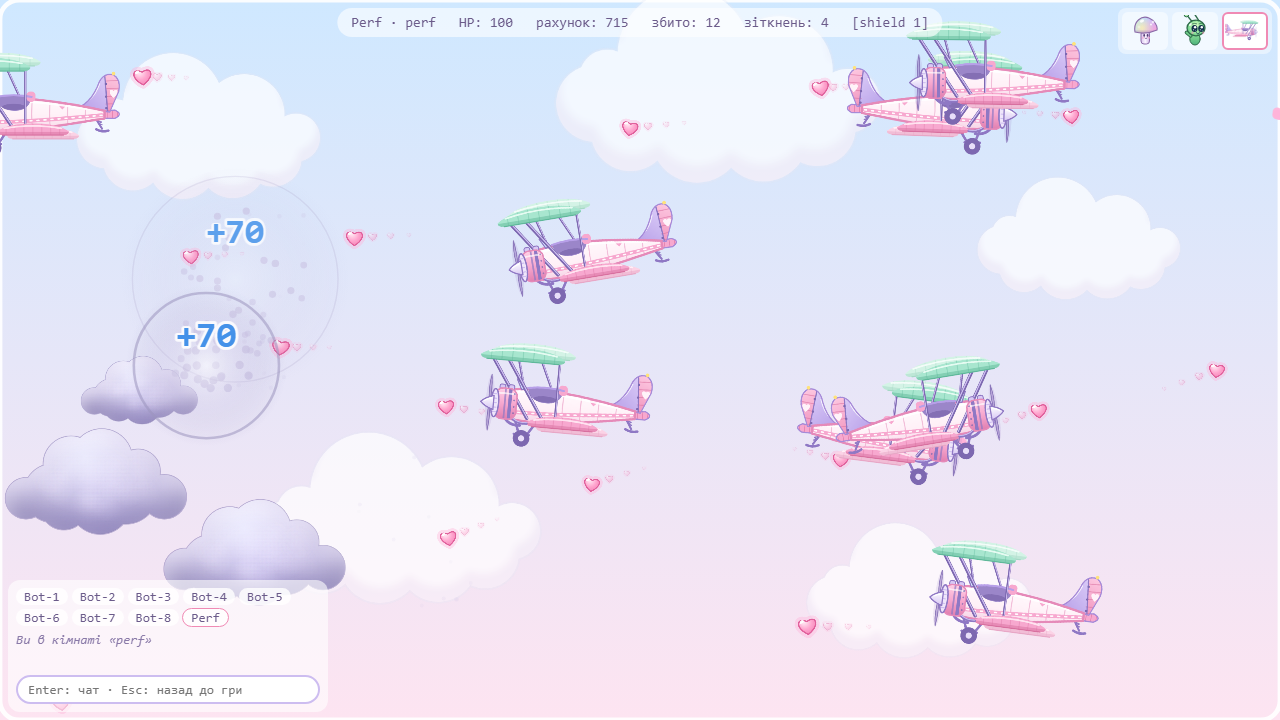 Perf · perf HP: 100 рахунок: 715 збито: 12 зіткнень: 4 [shield 1]
+70
+70
Bot-1 Bot-2 Bot-3 Bot-4 Bot-5
Bot-6 Bot-7 Bot-8 Perf
Ви в кімнаті «perf»
Enter: чат · Esc: назад до гри